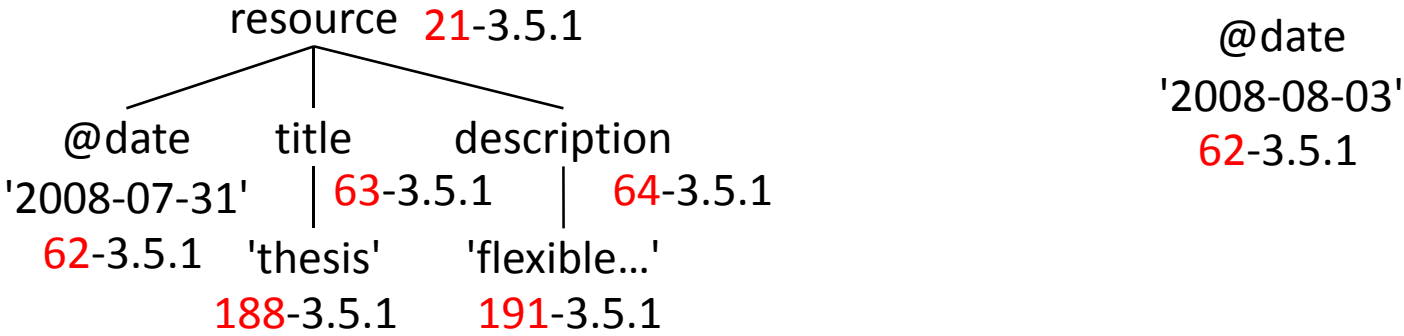 resource 21-3.5.1
@date title description
'2008-07-31' 63-3.5.1 64-3.5.1
62-3.5.1 'thesis' 'flexible…'
188-3.5.1 191-3.5.1
@date
'2008-08-03'
62-3.5.1